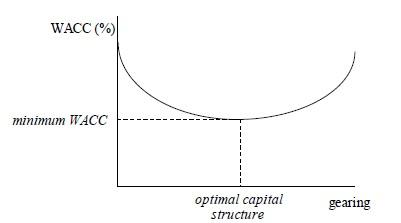 WACC (%)
minimum WACC
optimal capital
structure
gearing